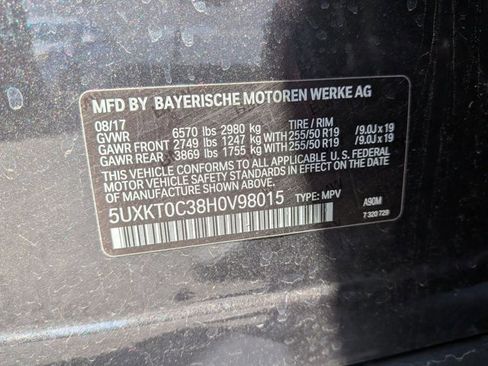 MFD BY BAYERISCHE MOTOREN WERKE AG
08/17
GVWR 6570 lbs 2980 kg TIRE / RIM
GAWR FRONT 2749 lbs 1247 kg WITH 255/50 R19 /9.0J x 19
GAWR REAR 3869 lbs 1755 kg WITH 255/50 R19 /9.0J x 19
THIS VEHICLE CONFORMS TO ALL APPLICABLE U.S. FEDERAL
MOTOR VEHICLE SAFETY STANDARDS IN EFFECT ON THE
DATE OF MANUFACTURE SHOWN ABOVE.
5UXKT0C38H0V98015 TYPE: MPV A90M
7 320 729